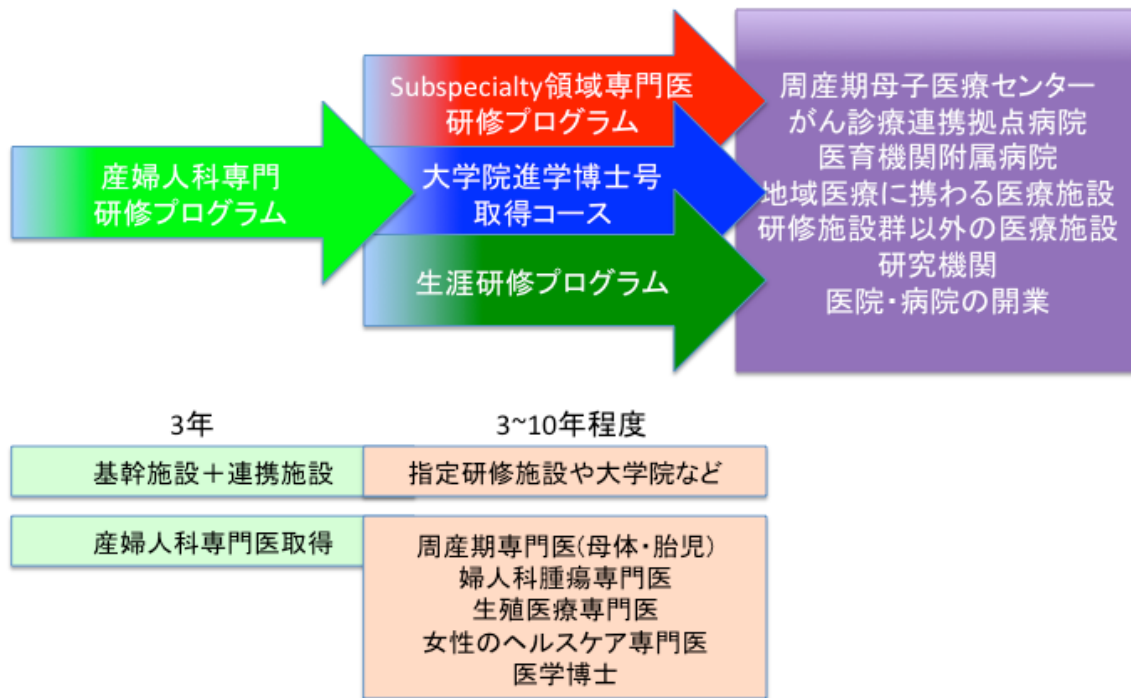 産婦人科専門
研修プログラム
Subspecialty領域専門医
研修プログラム
大学院進学博士号
取得コース
生涯研修プログラム
周産期母子医療センター
がん診療連携拠点病院
医育機関附属病院
地域医療に携わる医療施設
研修施設群以外の医療施設
研究機関
医院・病院の開業
3年
3~10年程度
基幹施設＋連携施設
指定研修施設や大学院など
産婦人科専門医取得
周産期専門医(母体・胎児)
婦人科腫瘍専門医
生殖医療専門医
女性のヘルスケア専門医
医学博士